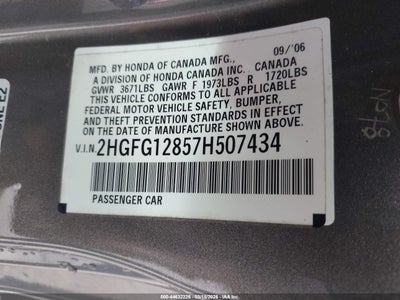 MFD. BY HONDA OF CANADA MFG., 09/'06
A DIVISION OF HONDA CANADA INC. CANADA
GVWR 3671LBS GAWR F 1973LBS R 1720LBS
THIS VEHICLE CONFORMS TO ALL APPLICABLE
FEDERAL MOTOR VEHICLE SAFETY, BUMPER,
AND THEFT PREVENTION STANDARDS IN
EFFECT ON THE DATE OF MANUFACTURE
SHOWN ABOVE.
V.I.N. 2HGFG12857H507434
PASSENGER CAR